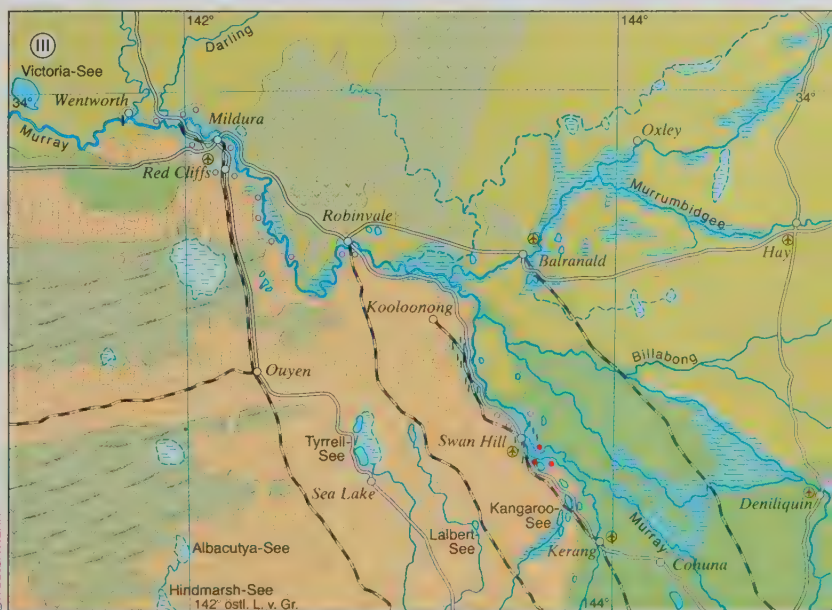 III
142°
144°
Darling
Victoria-See
34°
34°
Wentworth
Murray
Mildura
Oxley
Red Cliffs
Murrumbidgee
Robinvale
Balranald
Hay
Kooloonong
Billabong
Ouyen
Tyrrell-
See
Swan Hill
Sea Lake
Kangaroo-
See
Deniliquin
Lalbert-
See
Murray
Albacutya-See
Kerang
Cohuna
Hindmarsh-See
142° östl. L. v. Gr.
144°